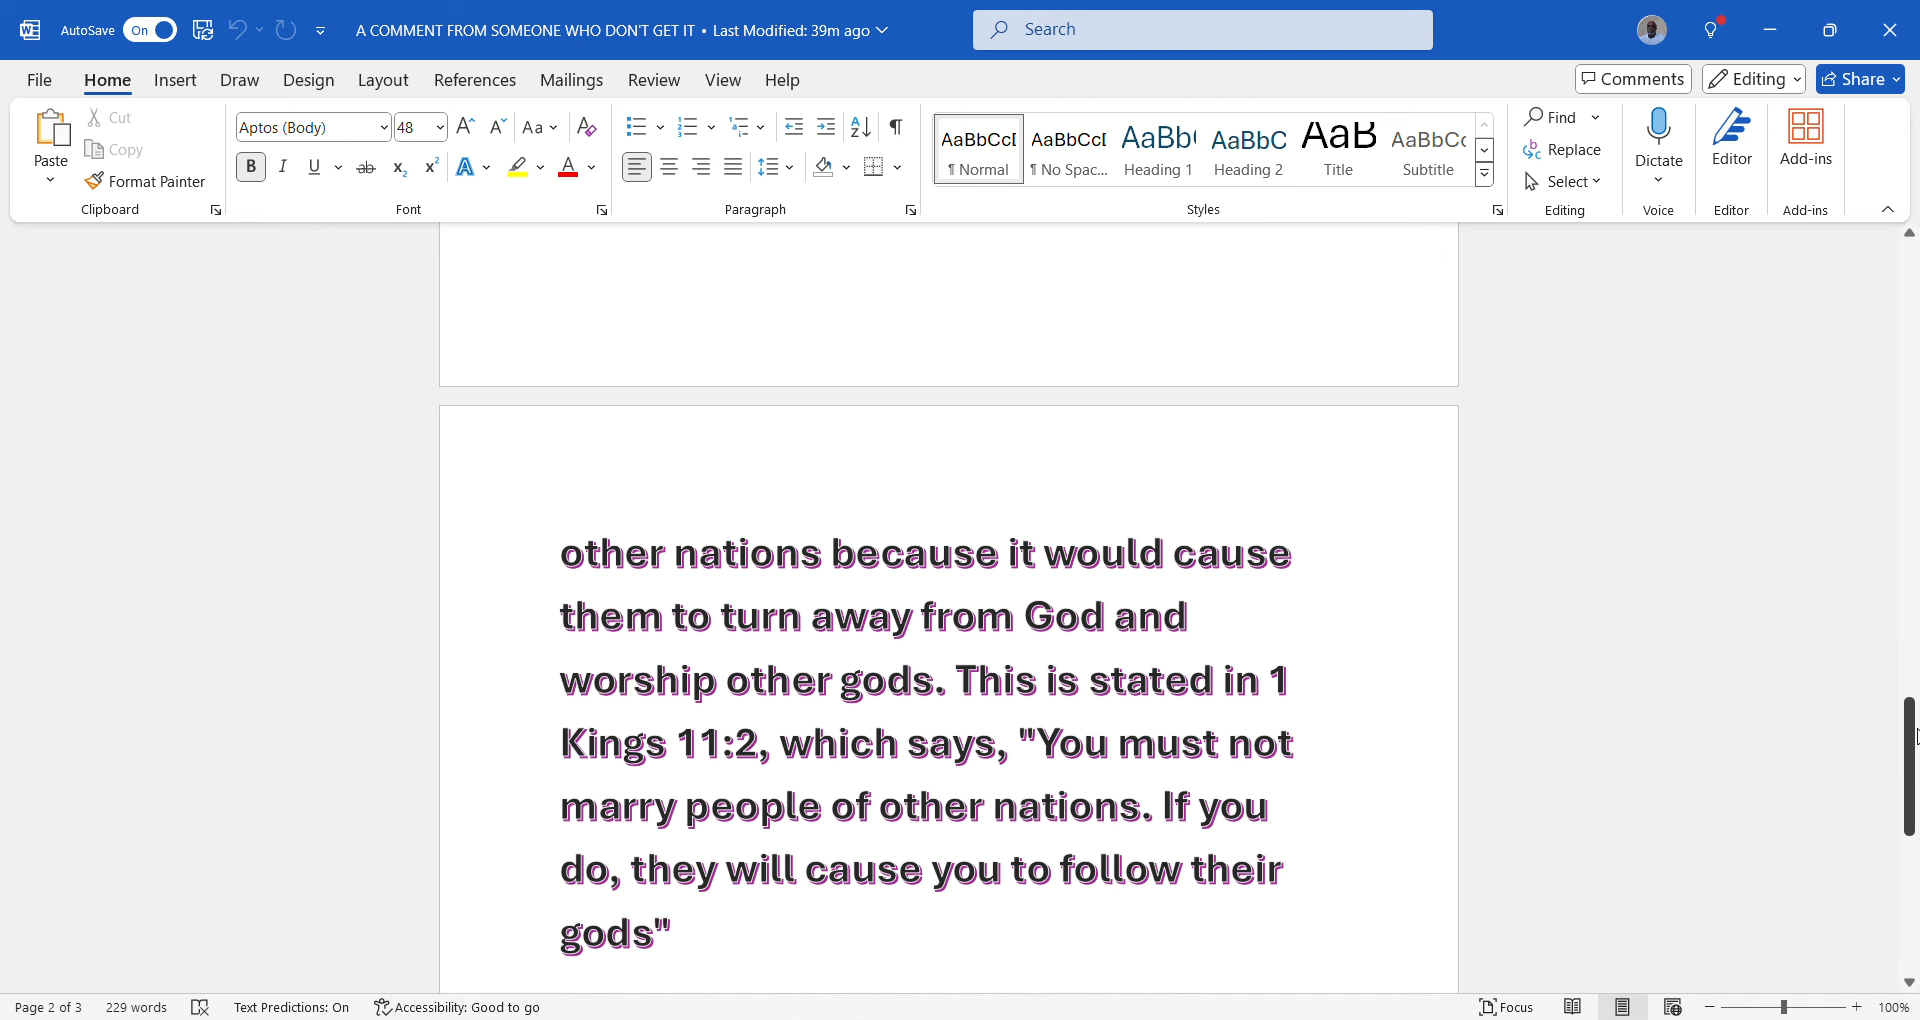 AutoSave On A COMMENT FROM SOMEONE WHO DON'T GET IT • Last Modified: 39m ago Search
File Home Insert Draw Design Layout References Mailings Review View Help Comments Editing Share
Paste Cut Copy Format Painter
Clipboard
Aptos (Body) 48 Aa
B I U ab x₂ x² A A
Font
Paragraph
AaBbCcI AaBbCcI AaBb( AaBbC AaB AaBbCc
¶ Normal ¶ No Spac... Heading 1 Heading 2 Title Subtitle
Styles
Find
Replace
Select
Editing
Dictate
Voice
Editor
Editor
Add-ins
Add-ins
other nations because it would cause
them to turn away from God and
worship other gods. This is stated in 1
Kings 11:2, which says, "You must not
marry people of other nations. If you
do, they will cause you to follow their
gods"
Page 2 of 3 229 words Text Predictions: On Accessibility: Good to go Focus 100%